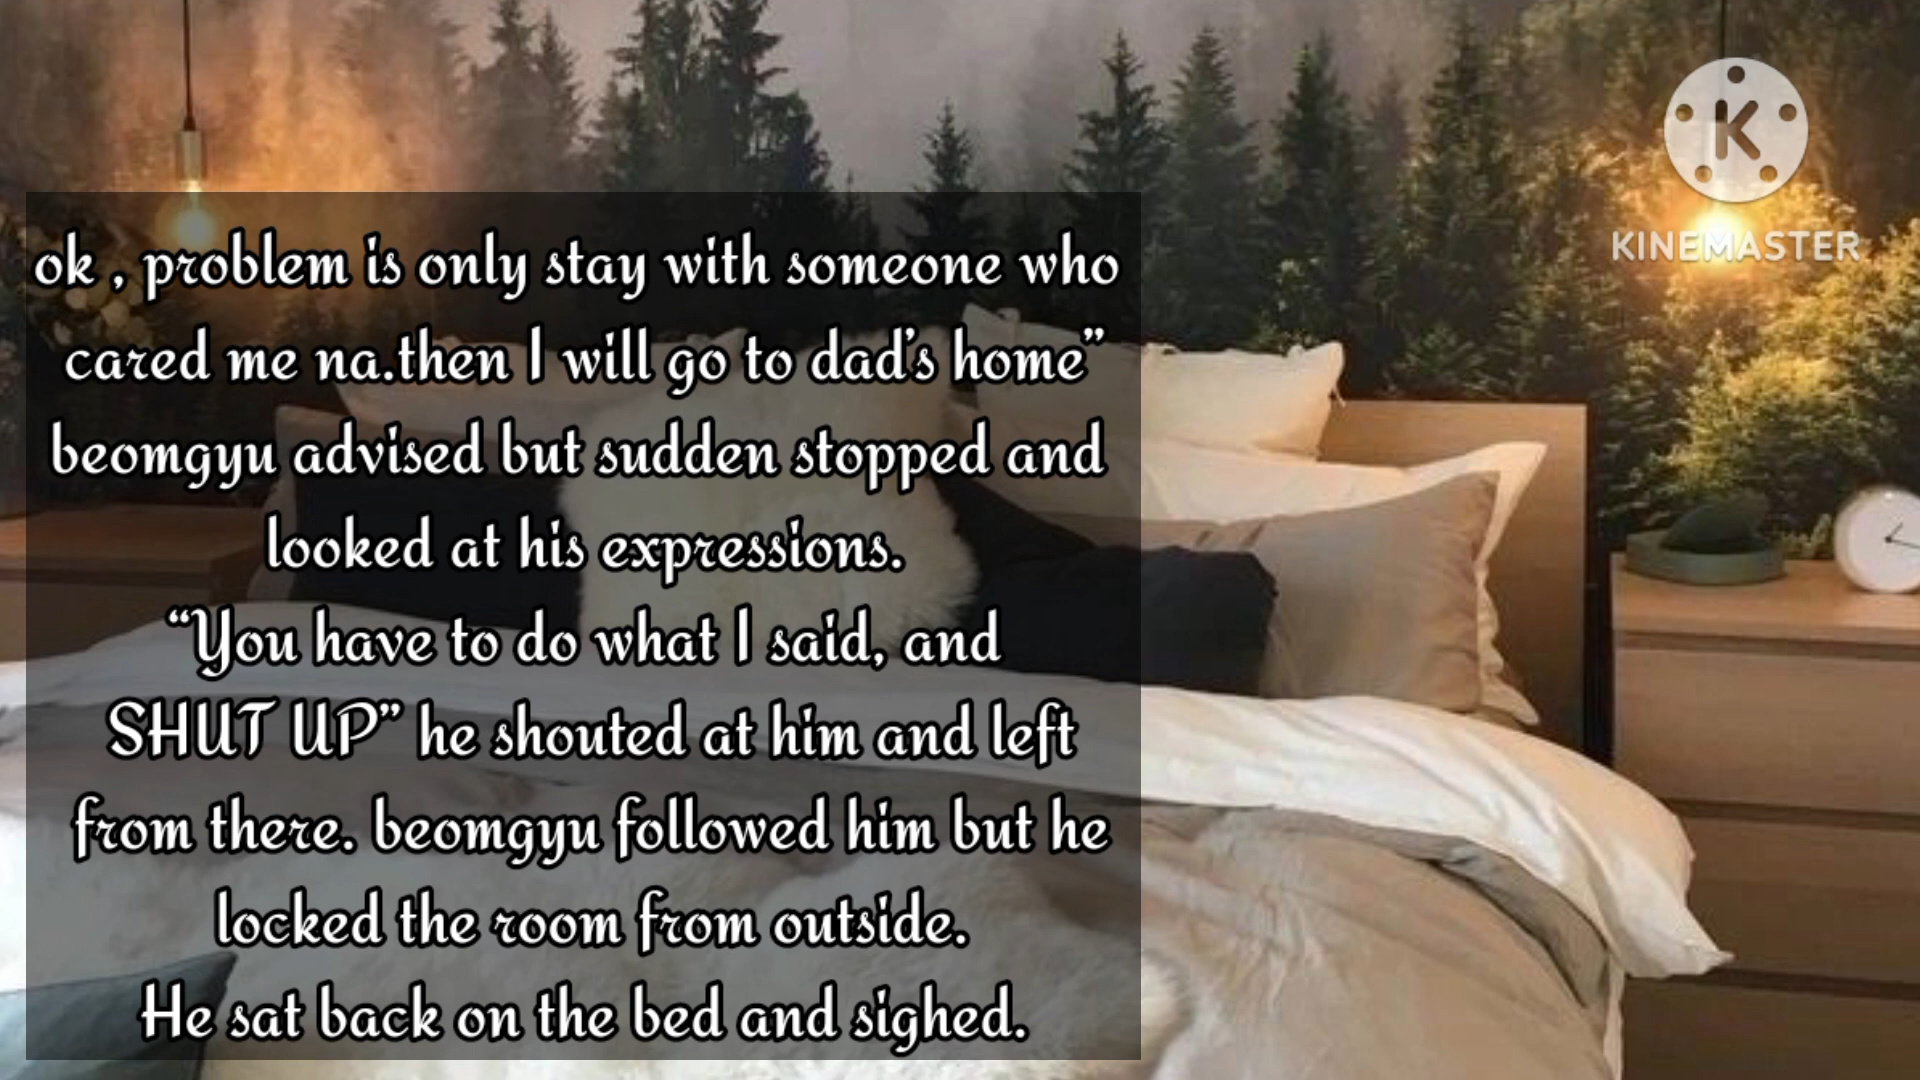 ok , problem is only stay with someone who
cared me na.then I will go to dad’s home”
beomgyu advised but sudden stopped and
looked at his expressions.
“You have to do what I said, and
SHUT UP” he shouted at him and left
from there. beomgyu followed him but he
locked the room from outside.
He sat back on the bed and sighed.
K
KINEMASTER